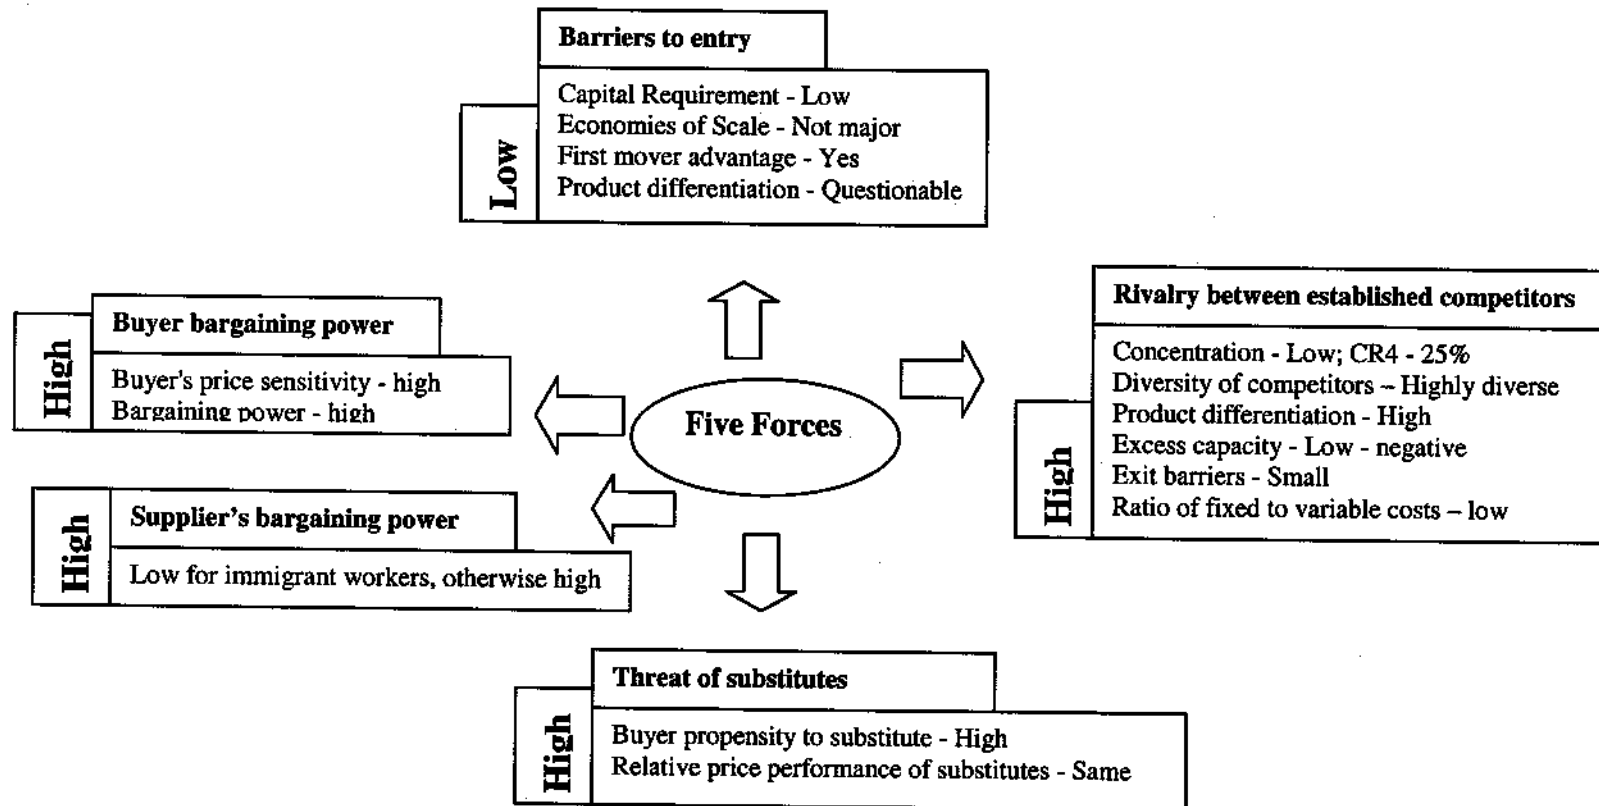 Barriers to entry
Capital Requirement - Low
Economies of Scale - Not major
First mover advantage - Yes
Product differentiation - Questionable
Low
Buyer bargaining power
Buyer's price sensitivity - high
Bargaining power - high
High
Rivalry between established competitors
Concentration - Low; CR4 - 25%
Diversity of competitors – Highly diverse
Product differentiation - High
Excess capacity - Low - negative
Exit barriers - Small
Ratio of fixed to variable costs – low
High
Five Forces
Supplier's bargaining power
Low for immigrant workers, otherwise high
High
Threat of substitutes
Buyer propensity to substitute - High
Relative price performance of substitutes - Same
High